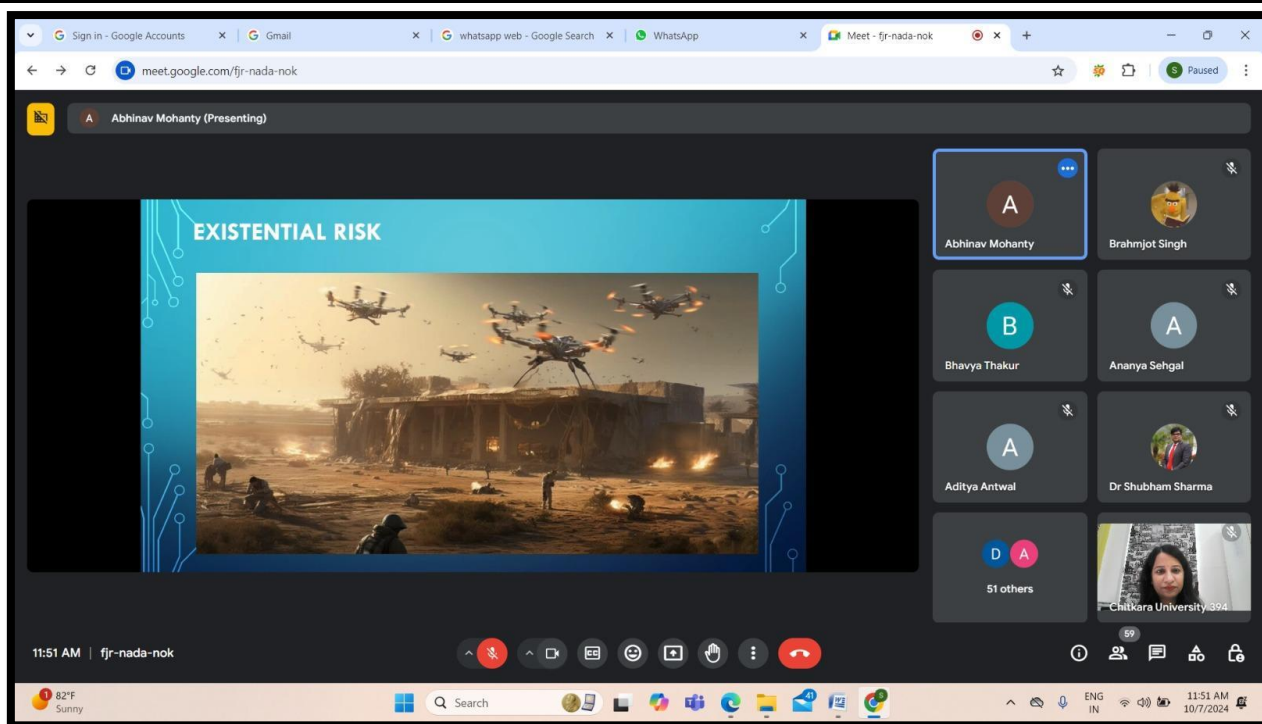 Sign in - Google Accounts
G Gmail
G whatsapp web - Google Search
WhatsApp
Meet - fjr-nada-nok
meet.google.com/fjr-nada-nok
S Paused
A Abhinav Mohanty (Presenting)
EXISTENTIAL RISK
A
Abhinav Mohanty
Brahmjot Singh
B
Bhavya Thakur
A
Ananya Sehgal
A
Aditya Antwal
Dr Shubham Sharma
D A
51 others
Chitkara University 394
11:51 AM | fjr-nada-nok
CC
59
1
82°F
Sunny
Search
41
S
ENG
IN
11:51 AM
10/7/2024